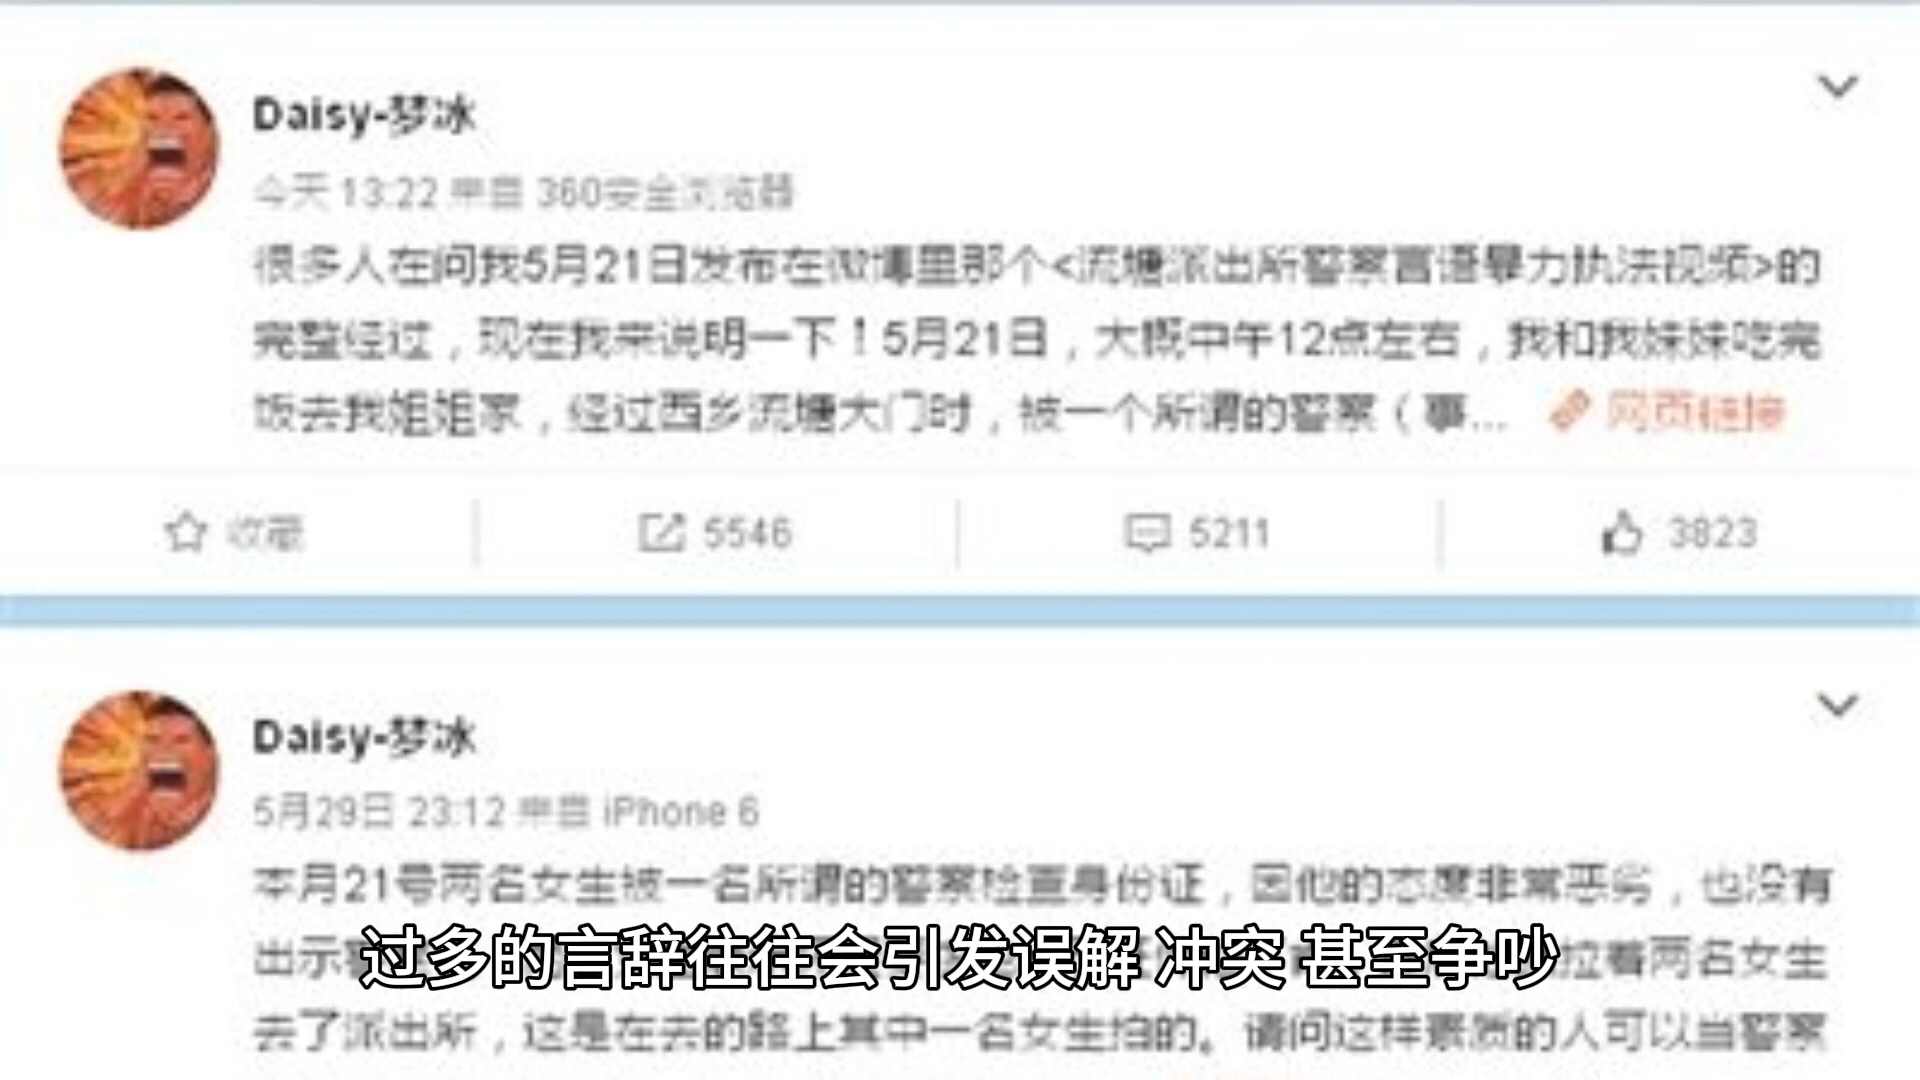 Daisy-梦冰
今天 13:22 来自 360安全浏览器
很多人在问我5月21日发布在微博里那个<流塘派出所警察言语暴力执法视频>的
完整经过，现在我来说明一下！5月21日，大概中午12点左右，我和我妹妹吃完
饭去我姐姐家，经过西乡流塘大门时，被一个所谓的警察（事... 网页链接
收藏 5546 5211 3823
Daisy-梦冰
5月29日 23:12 来自 iPhone 6
本月21号两名女生被一名所谓的警察检查身份证，因他的态度非常恶劣，也没有
出示 拉着两名女生
过多的言辞往往会引发误解 冲突 甚至争吵
去了派出所，这是在去的路上其中一名女生拍的。请问这样素质的人可以当警察